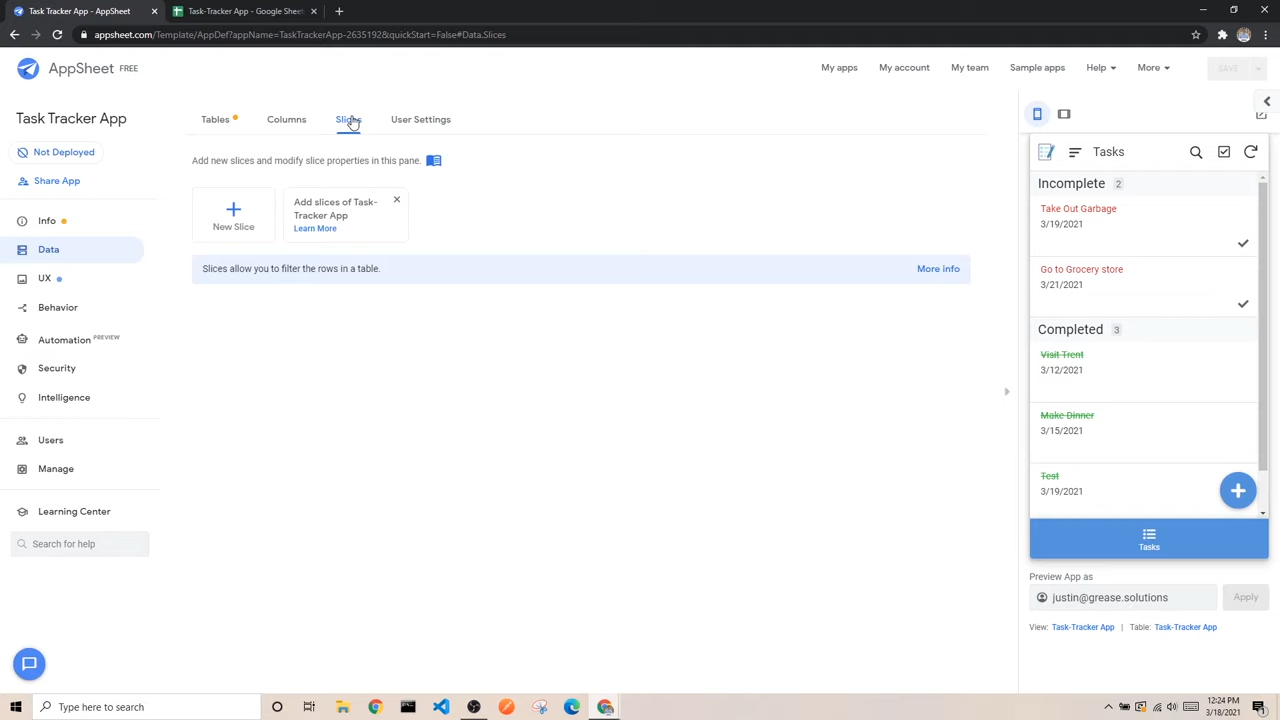 Task Tracker App
Task-Tracker App - Google Sheet
appsheet.com/Template/AppDef?appName=TaskTrackerApp-2635192&quickStart=False#Data.Slices
AppSheet FREE
My apps
My account
My team
Sample apps
Help
More
SAVE
Task Tracker App
Not Deployed
Share App
Info
Data
UX
Behavior
Automation PREVIEW
Security
Intelligence
Users
Manage
Learning Center
Search for help
Tables
Columns
Slices
User Settings
Add new slices and modify slice properties in this pane.
New Slice
Add slices of Task-
Tracker App
Learn More
Slices allow you to filter the rows in a table.
More info
Tasks
Incomplete 2
Take Out Garbage
3/19/2021
Go to Grocery store
3/21/2021
Completed 3
Visit Trent
3/12/2021
Make Dinner
3/15/2021
Test
3/19/2021
Tasks
Preview App as
justin@grease.solutions
Apply
View: Task-Tracker App | Table: Task-Tracker App
Type here to search
12:24 PM
3/18/2021
1